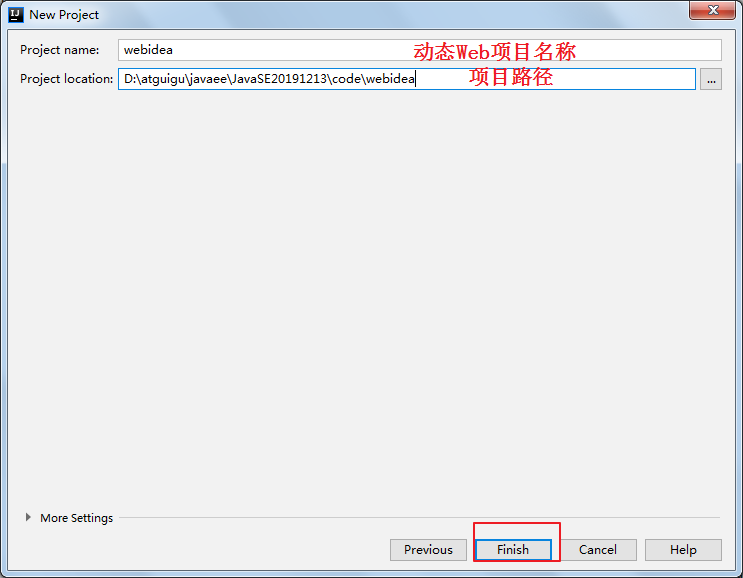 IJ New Project
Project name: webidea 动态Web项目名称
Project location: D:\atguigu\javaee\JavaSE20191213\code\webidea 项目路径 ...
More Settings
Previous Finish Cancel Help